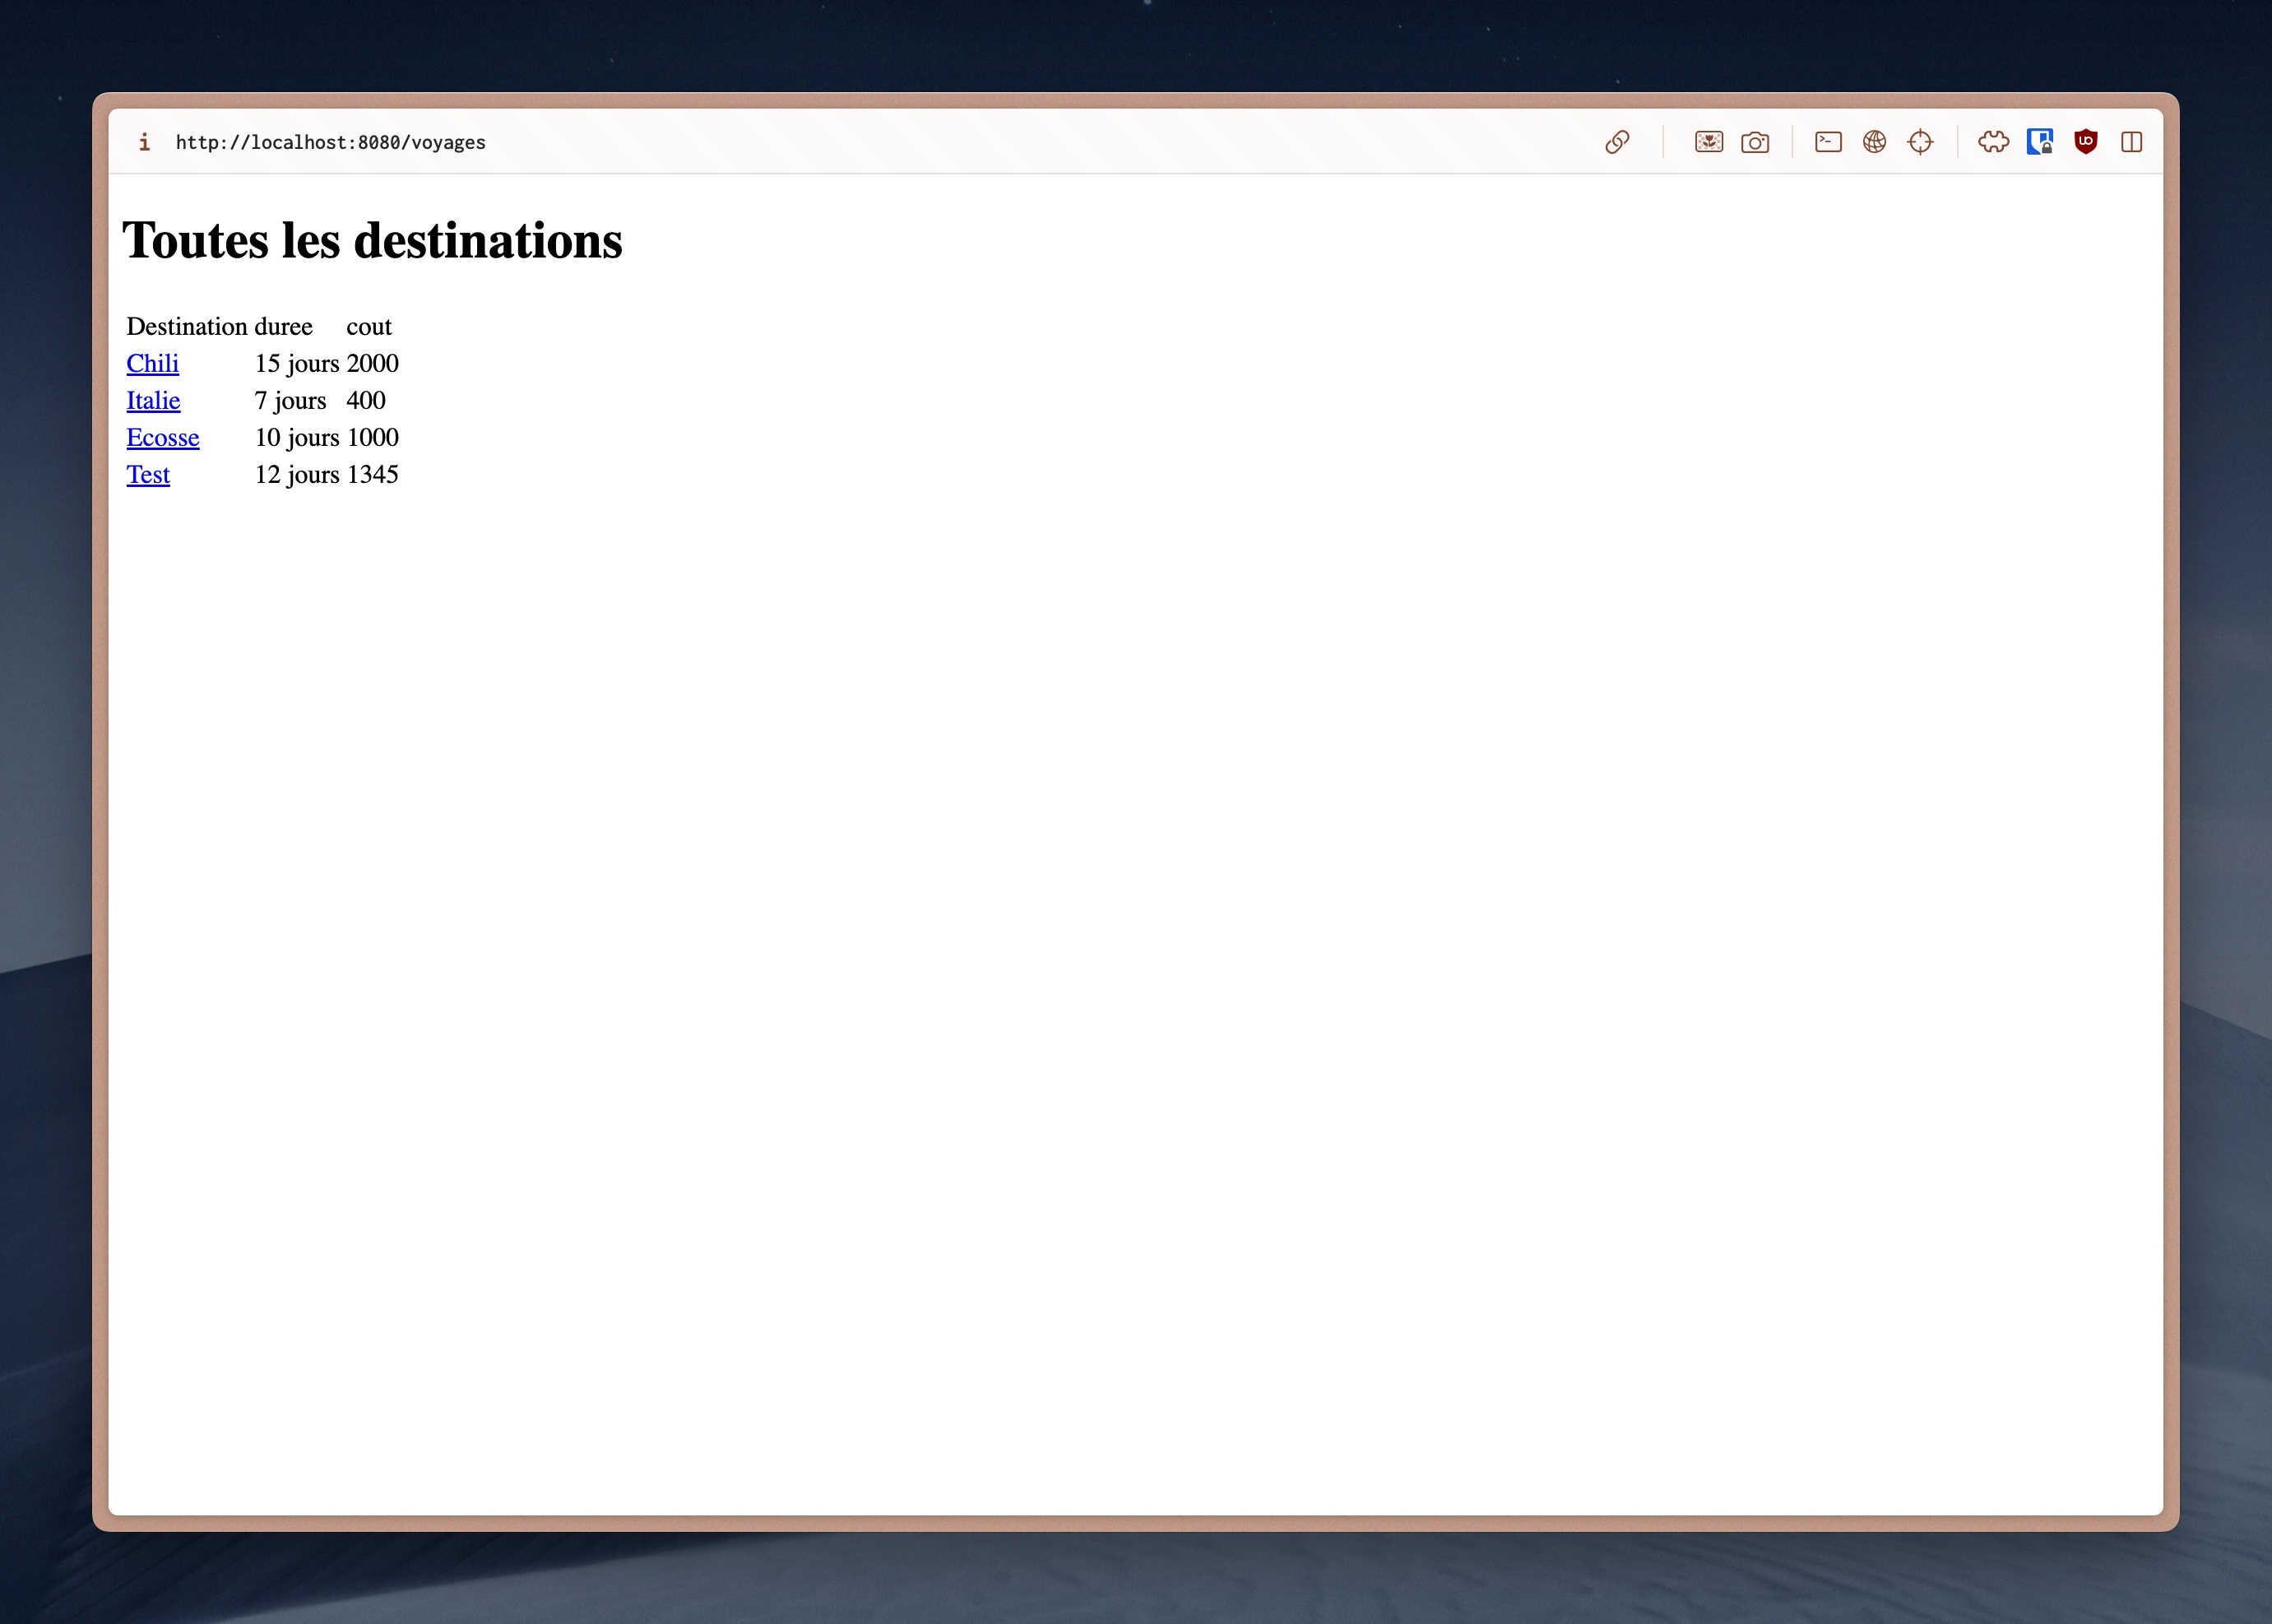 http://localhost:8080/voyages
Toutes les destinations
Destination duree cout
Chili 15 jours 2000
Italie 7 jours 400
Ecosse 10 jours 1000
Test 12 jours 1345